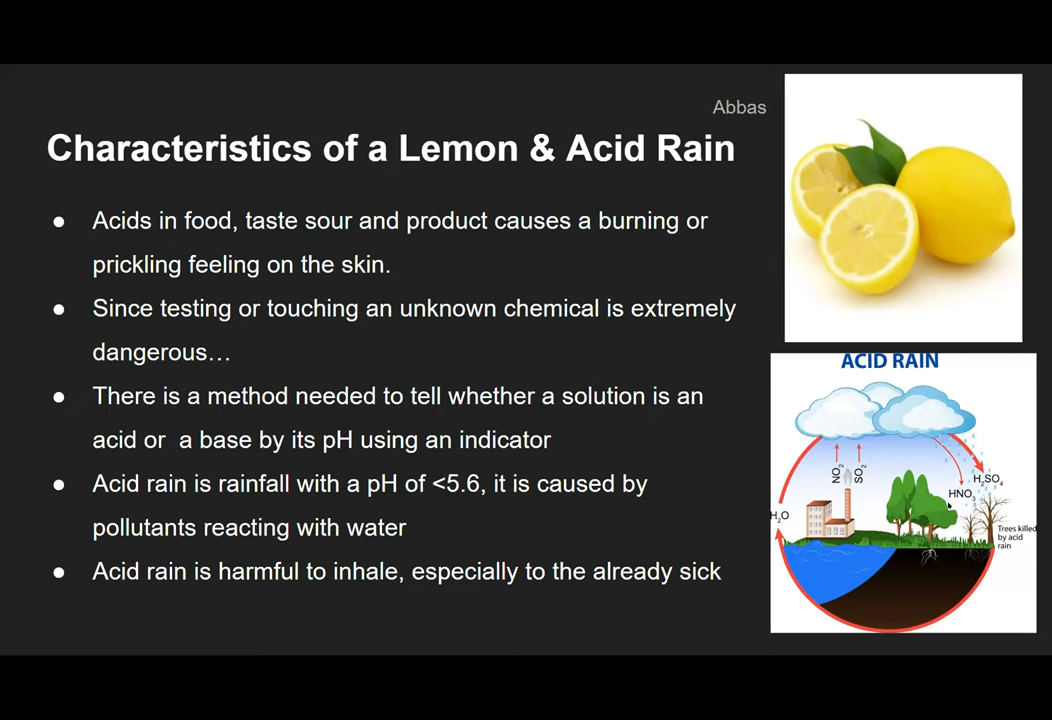 Abbas
Characteristics of a Lemon & Acid Rain
● Acids in food, taste sour and product causes a burning or
prickling feeling on the skin.
● Since testing or touching an unknown chemical is extremely
dangerous…
● There is a method needed to tell whether a solution is an
acid or  a base by its pH using an indicator
● Acid rain is rainfall with a pH of <5.6, it is caused by
pollutants reacting with water
● Acid rain is harmful to inhale, especially to the already sick
ACID RAIN
NO₂
SO₂
H₂SO₄
HNO₃
H₂O
Trees killed
by acid
rain